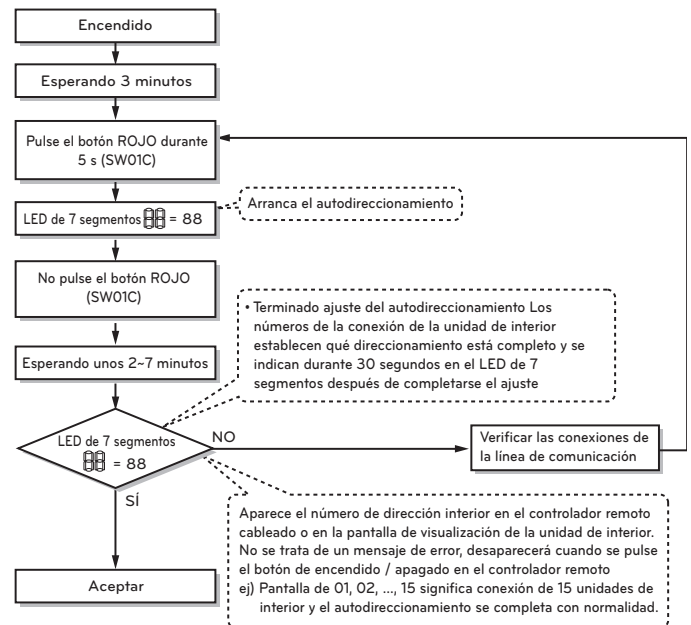 Encendido
Esperando 3 minutos
Pulse el botón ROJO durante
5 s (SW01C)
LED de 7 segmentos 88 = 88
Arranca el autodireccionamiento
No pulse el botón ROJO
(SW01C)
• Terminado ajuste del autodireccionamiento Los
números de la conexión de la unidad de interior
establecen qué direccionamiento está completo y se
indican durante 30 segundos en el LED de 7
segmentos después de completarse el ajuste
Esperando unos 2~7 minutos
LED de 7 segmentos
88 = 88
NO
Verificar las conexiones de
la línea de comunicación
SÍ
Aparece el número de dirección interior en el controlador remoto
cableado o en la pantalla de visualización de la unidad de interior.
No se trata de un mensaje de error, desaparecerá cuando se pulse
el botón de encendido / apagado en el controlador remoto
ej) Pantalla de 01, 02, ..., 15 significa conexión de 15 unidades de
interior y el autodireccionamiento se completa con normalidad.
Aceptar